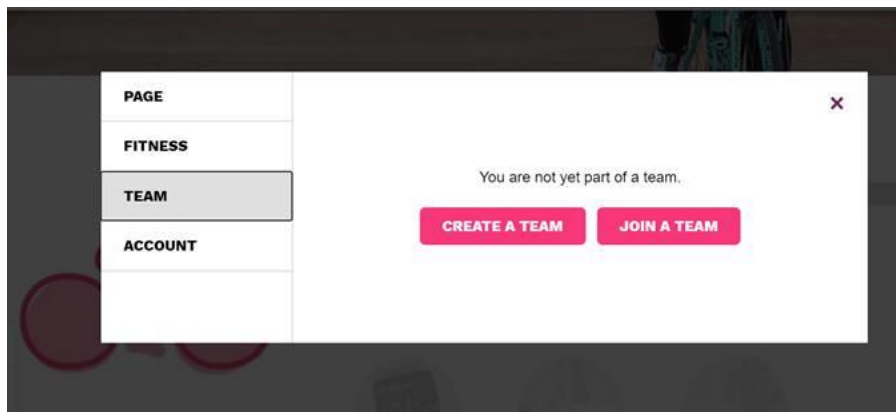 PAGE
FITNESS
TEAM
ACCOUNT
×
You are not yet part of a team.
CREATE A TEAM JOIN A TEAM